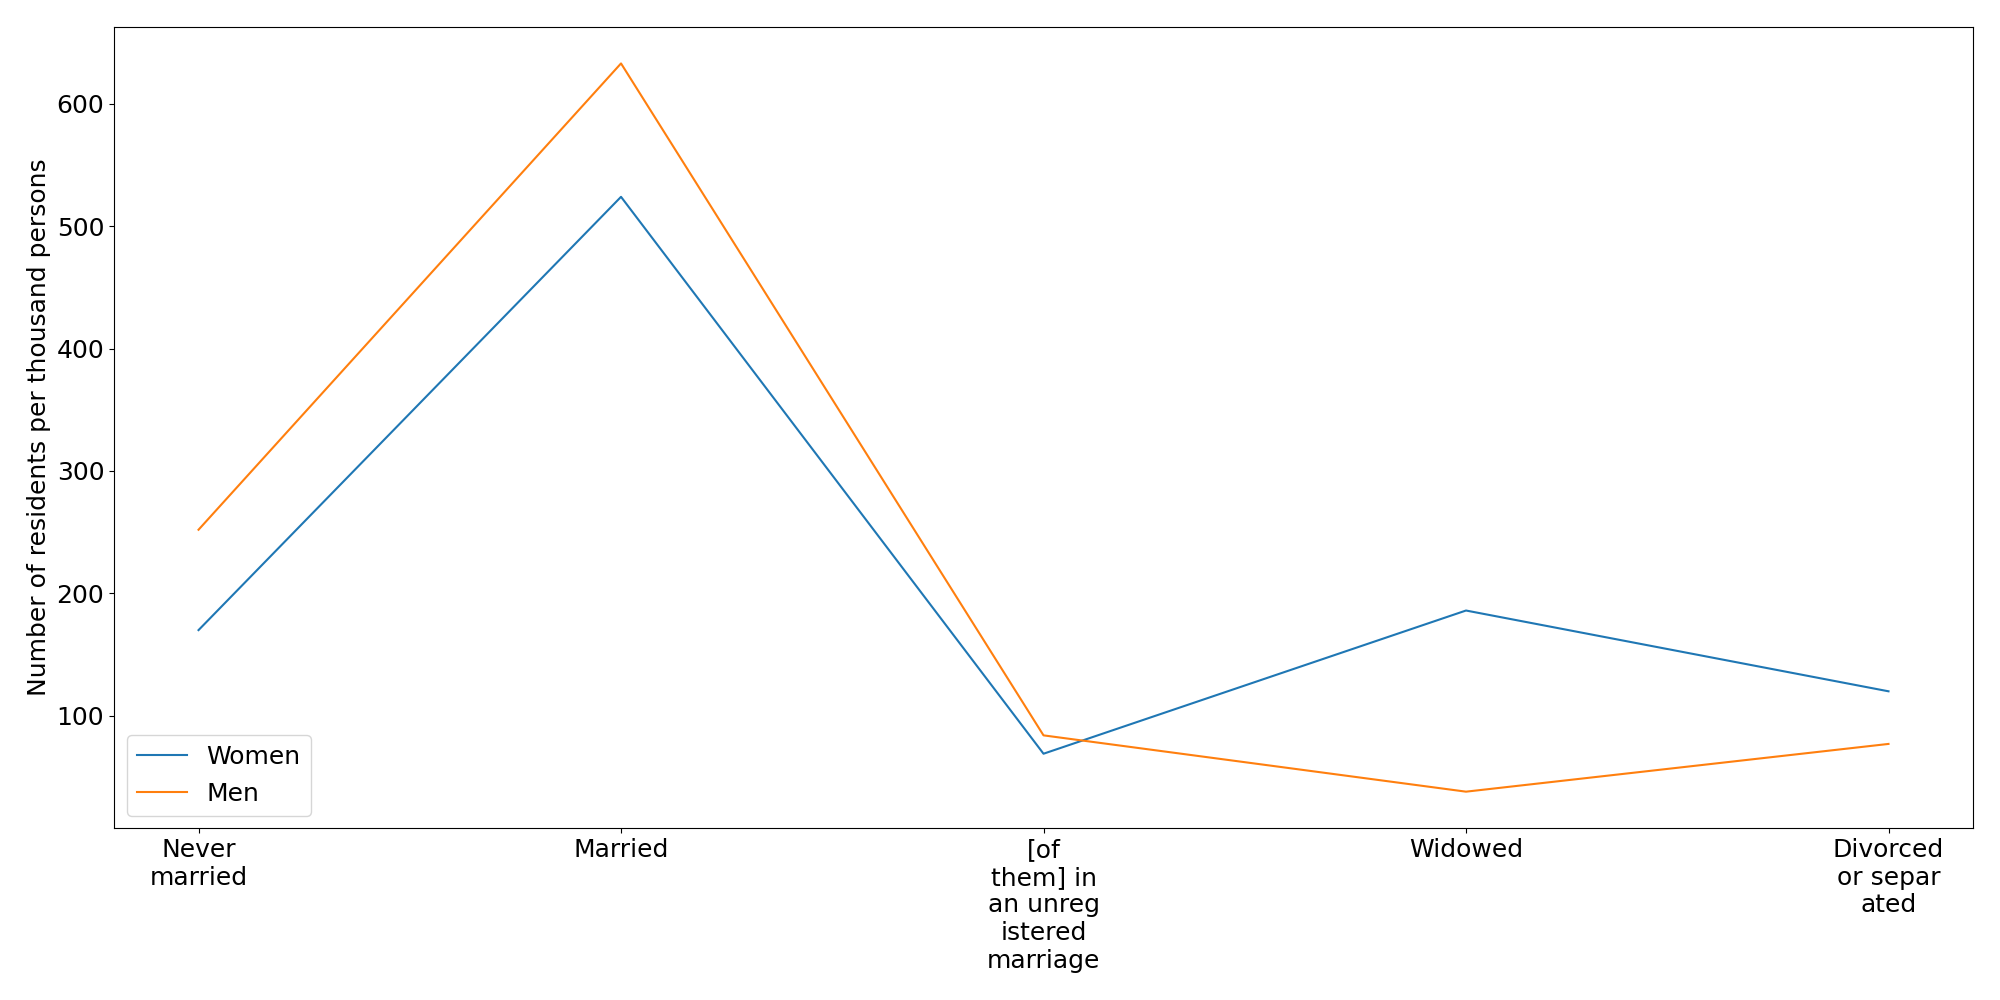 Number of residents per thousand persons
600
500
400
300
200
100
Women
Men
Never
married
Married
[of
them] in
an unreg
istered
marriage
Widowed
Divorced
or separ
ated